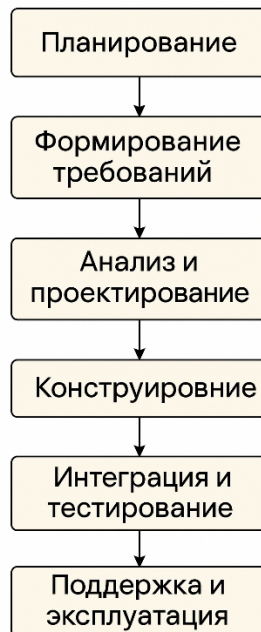 Планирование
Формирование
требований
Анализ и
проектирование
Конструировние
Интеграция и
тестирование
Поддержка и
эксплуатация